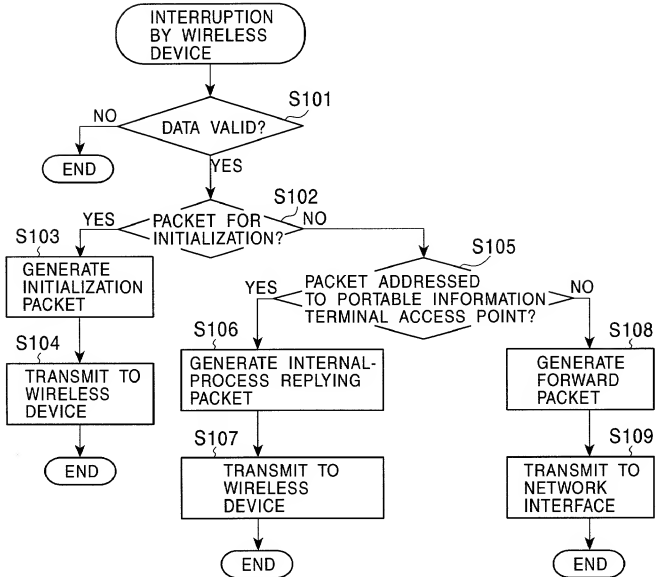 INTERRUPTION
BY WIRELESS
DEVICE
S101
NO
DATA VALID?
END
YES
S102
YES
PACKET FOR
INITIALIZATION?
NO
S103
GENERATE
INITIALIZATION
PACKET
S105
YES
PACKET ADDRESSED
TO PORTABLE INFORMATION
TERMINAL ACCESS POINT?
NO
S104
TRANSMIT TO
WIRELESS
DEVICE
END
S106
GENERATE INTERNAL-
PROCESS REPLYING
PACKET
S108
GENERATE
FORWARD
PACKET
S107
TRANSMIT TO
WIRELESS
DEVICE
END
S109
TRANSMIT TO
NETWORK
INTERFACE
END